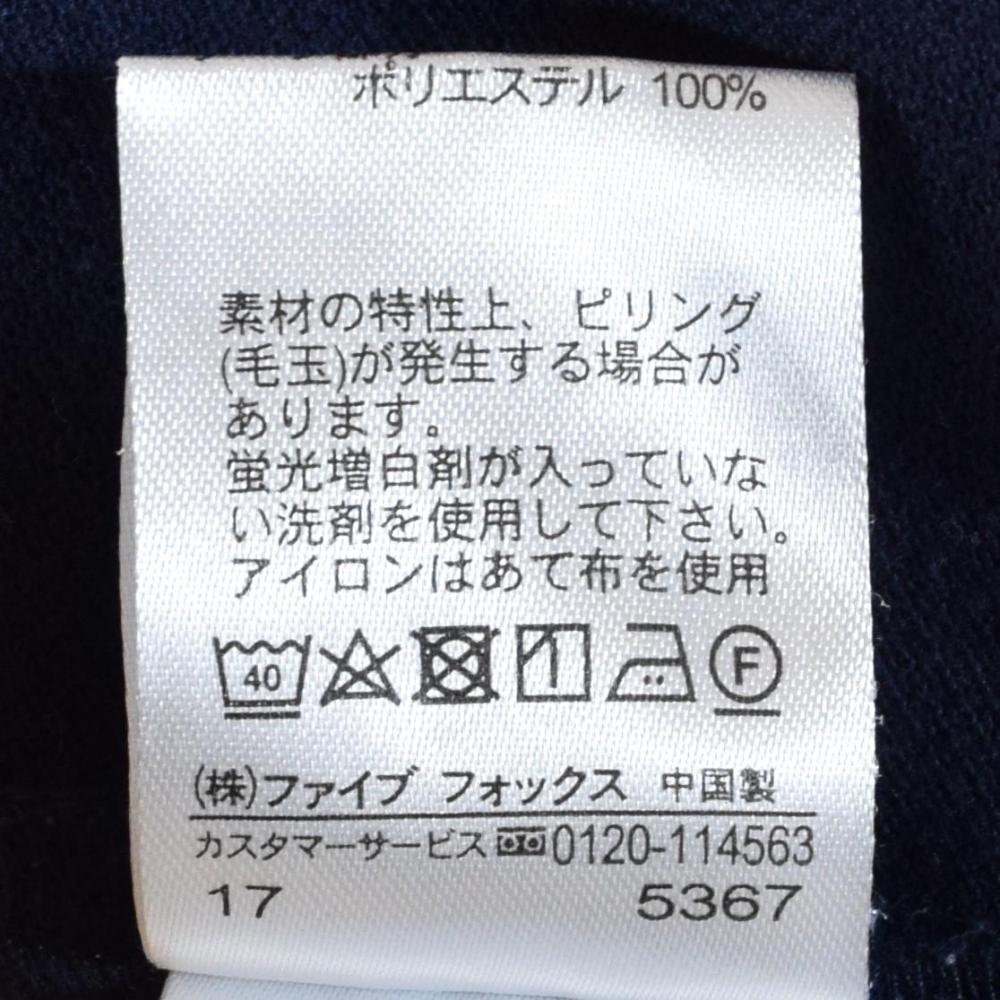 ポリエステル 100%
素材の特性上、ピリング
(毛玉)が発生する場合が
あります。
蛍光増白剤が入っていな
い洗剤を使用して下さい。
アイロンはあて布を使用
40 F
(株)ファイブ フォックス 中国製
カスタマーサービス 0120-114563
17 5367